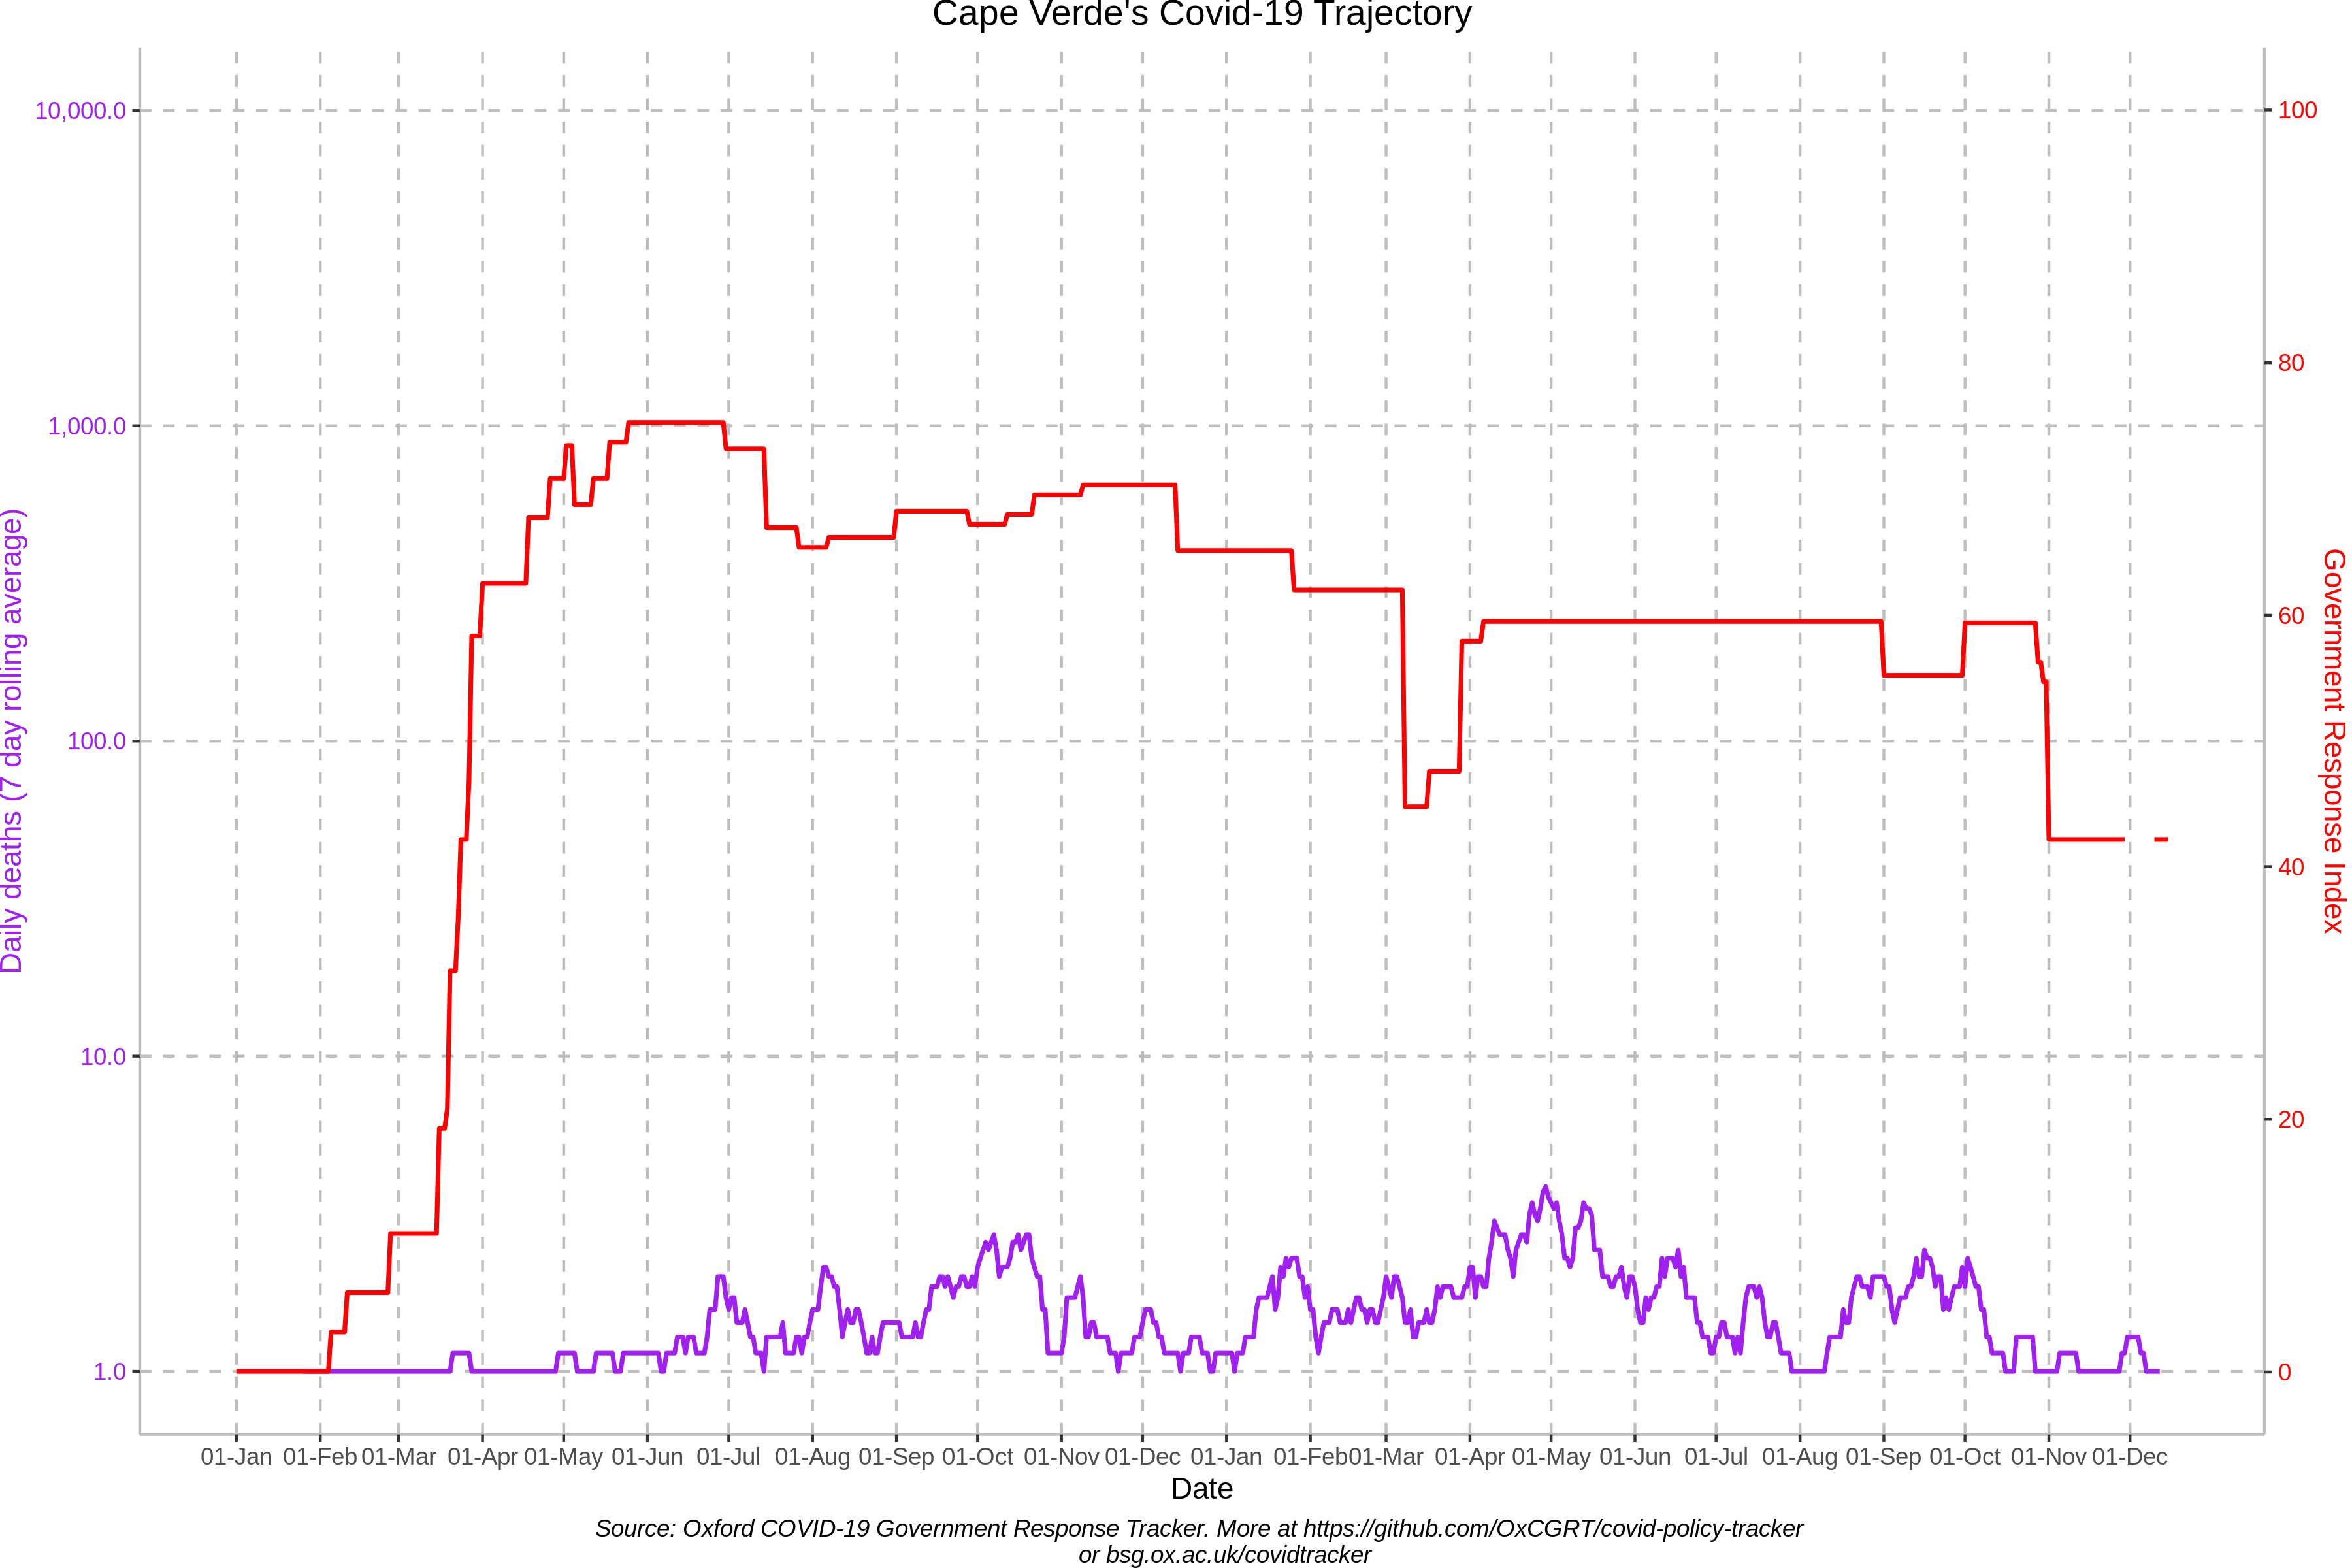 Cape Verde's Covid-19 Trajectory
Daily deaths (7 day rolling average)
10,000.0
1,000.0
100.0
10.0
1.0
100
80
60
40
20
0
Government Response Index
01-Jan 01-Feb 01-Mar 01-Apr 01-May 01-Jun 01-Jul 01-Aug 01-Sep 01-Oct 01-Nov 01-Dec 01-Jan 01-Feb 01-Mar 01-Apr 01-May 01-Jun 01-Jul 01-Aug 01-Sep 01-Oct 01-Nov 01-Dec
Date
Source: Oxford COVID-19 Government Response Tracker. More at https://github.com/OxCGRT/covid-policy-tracker
or bsg.ox.ac.uk/covidtracker